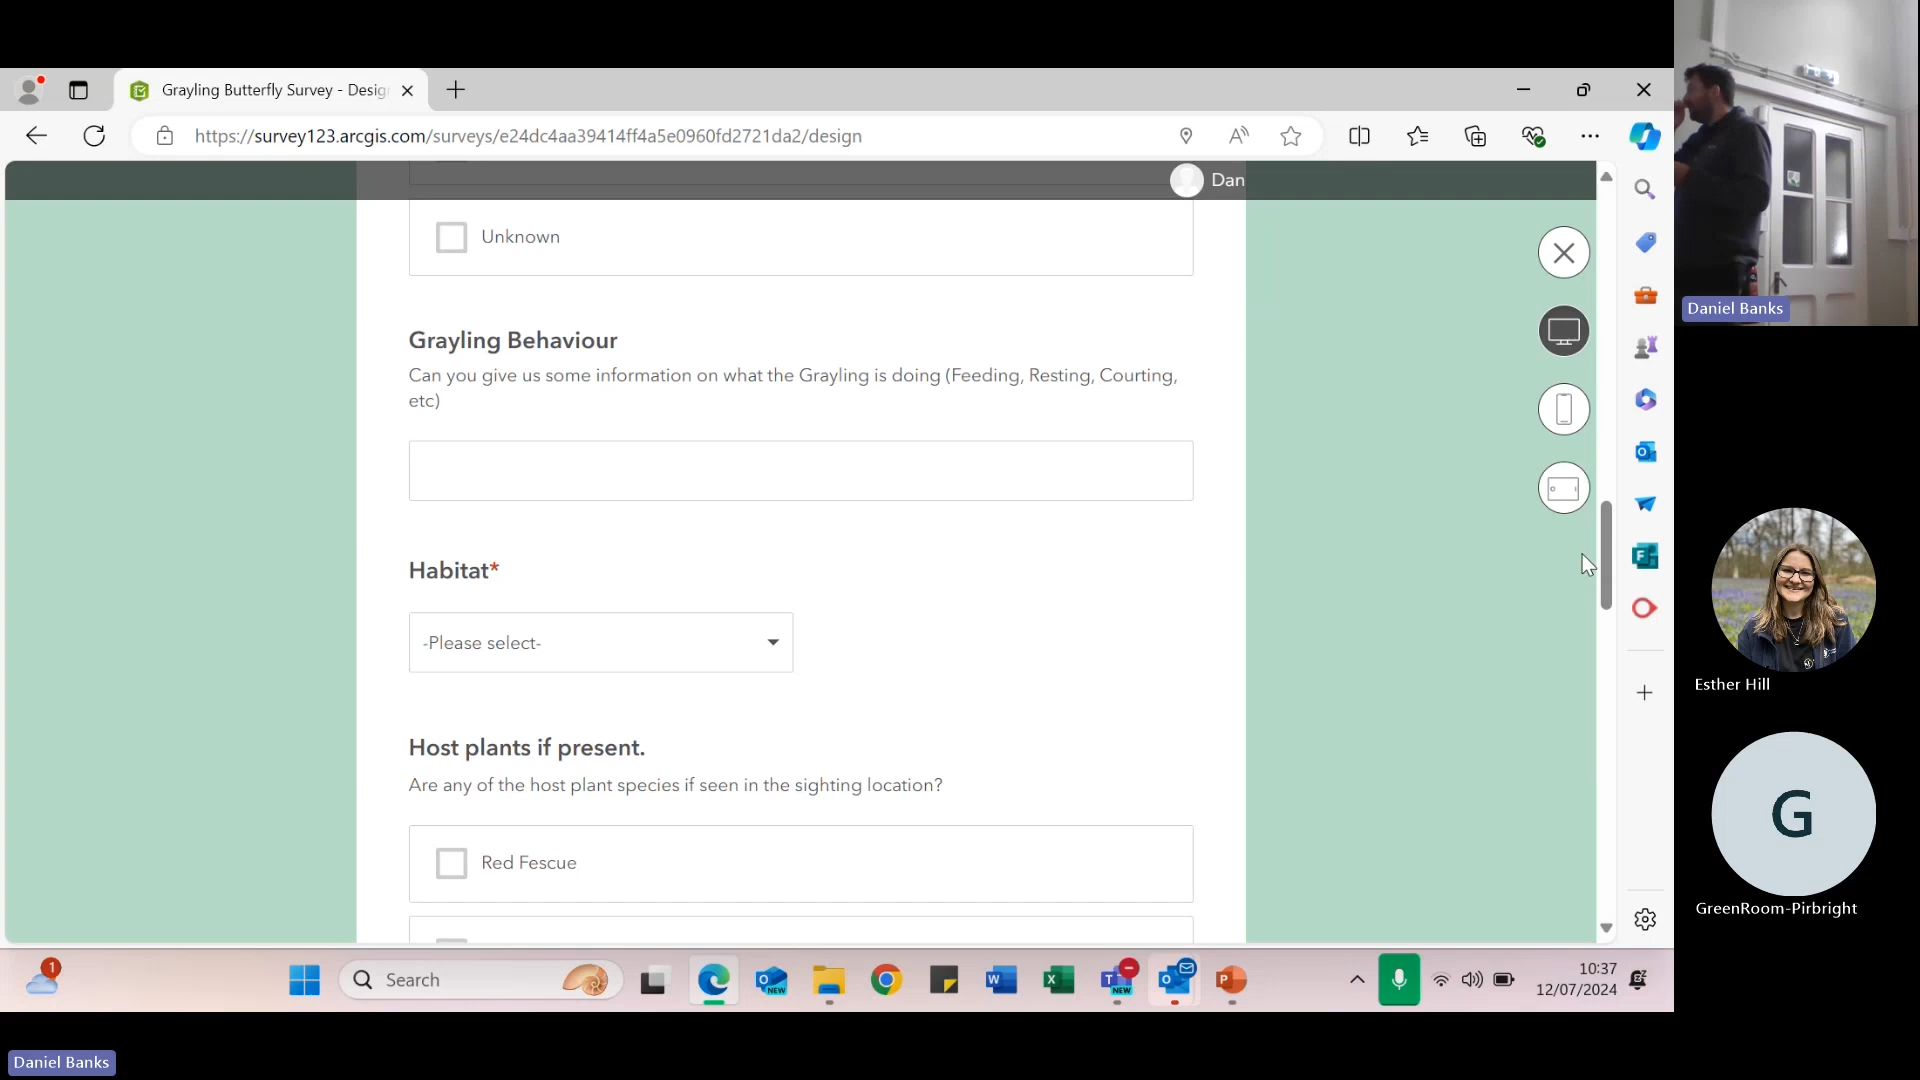 Grayling Butterfly Survey - Desig
https://survey123.arcgis.com/surveys/e24dc4aa39414ff4a5e0960fd2721da2/design
Dan
Unknown
Grayling Behaviour
Can you give us some information on what the Grayling is doing (Feeding, Resting, Courting,
etc)
Habitat*
-Please select-
Host plants if present.
Are any of the host plant species if seen in the sighting location?
Red Fescue
Daniel Banks
Esther Hill
G
GreenRoom-Pirbright
1
Search
NEW
NEW
10:37
12/07/2024
Daniel Banks